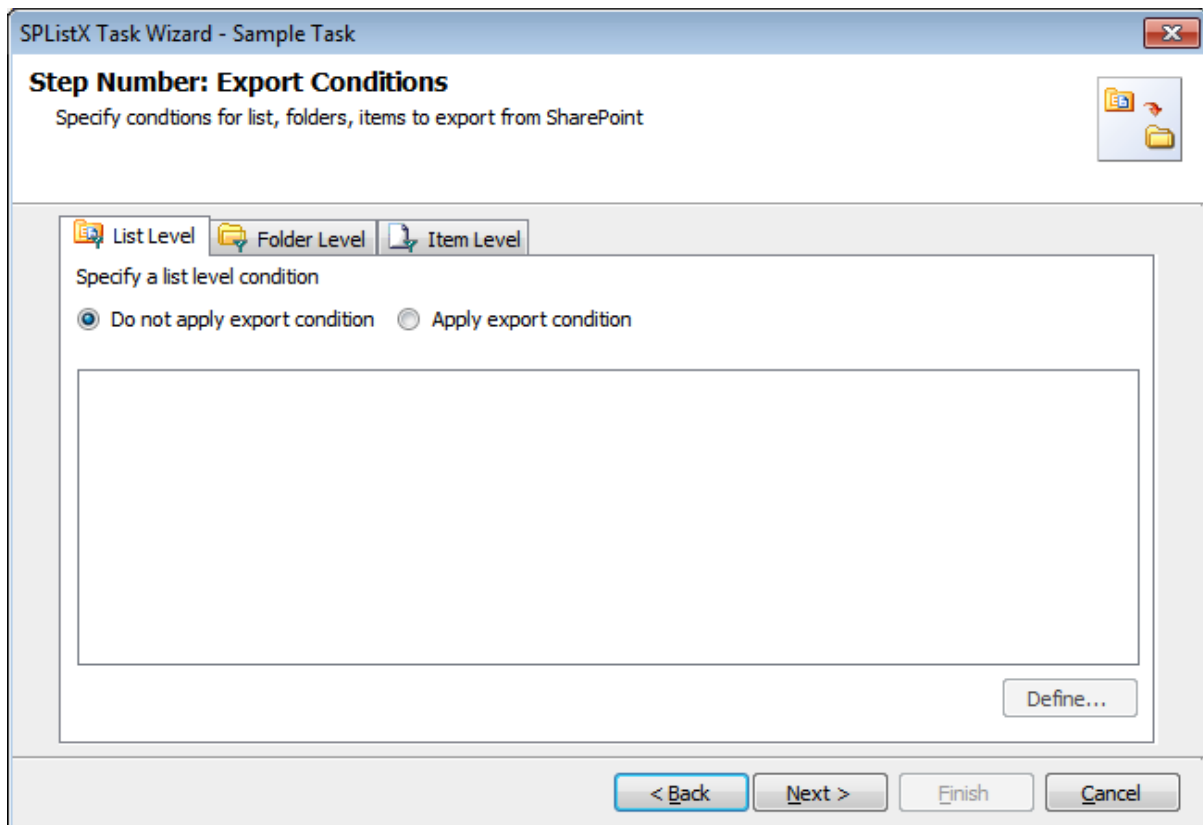 SPListX Task Wizard - Sample Task
Step Number: Export Conditions
Specify condtions for list, folders, items to export from SharePoint
List Level Folder Level Item Level
Specify a list level condition
Do not apply export condition Apply export condition
Define...
< Back Next > Finish Cancel